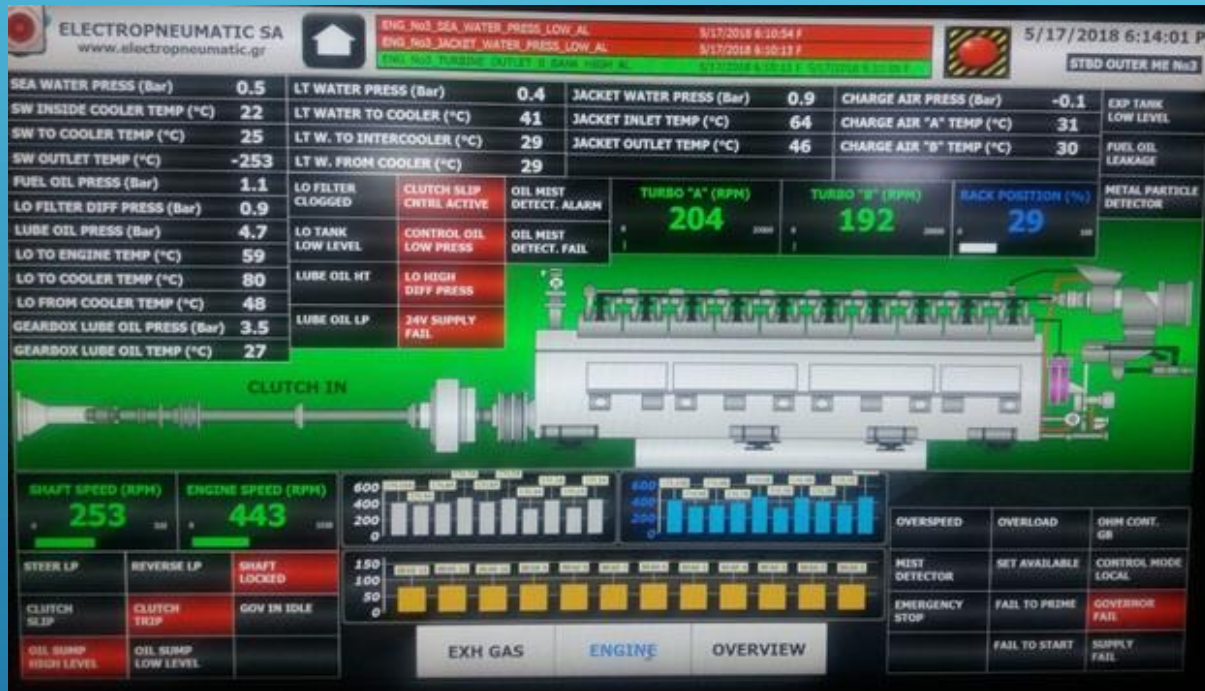 ELECTROPNEUMATIC SA
www.electropneumatic.gr
ENG_No3_SEA_WATER_PRESS_LOW_AL 5/17/2018 6:10:54 F
ENG_No3_JACKET_WATER_PRESS_LOW_AL 5/17/2018 6:10:13 F
ENG_No3_TURBINE_OUTLET_B_BANK_HIGH_AL
5/17/2018 6:14:01 P
STBD OUTER ME No3
SEA WATER PRESS (Bar) 0.5
SW INSIDE COOLER TEMP (°C) 22
SW TO COOLER TEMP (°C) 25
SW OUTLET TEMP (°C) -253
FUEL OIL PRESS (Bar) 1.1
LO FILTER DIFF PRESS (Bar) 0.9
LUBE OIL PRESS (Bar) 4.7
LO TO ENGINE TEMP (°C) 59
LO TO COOLER TEMP (°C) 80
LO FROM COOLER TEMP (°C) 48
GEARBOX LUBE OIL PRESS (Bar) 3.5
GEARBOX LUBE OIL TEMP (°C) 27
LT WATER PRESS (Bar) 0.4
LT WATER TO COOLER (°C) 41
LT W. TO INTERCOOLER (°C) 29
LT W. FROM COOLER (°C) 29
JACKET WATER PRESS (Bar) 0.9
JACKET INLET TEMP (°C) 64
JACKET OUTLET TEMP (°C) 46
CHARGE AIR PRESS (Bar) -0.1
CHARGE AIR "A" TEMP (°C) 31
CHARGE AIR "B" TEMP (°C) 30
EXP TANK
LOW LEVEL
FUEL OIL
LEAKAGE
METAL PARTICLE
DETECTOR
LO FILTER
CLOGGED
CLUTCH SLIP
CNTRL ACTIVE
OIL MIST
DETECT. ALARM
LO TANK
LOW LEVEL
CONTROL OIL
LOW PRESS
OIL MIST
DETECT. FAIL
LUBE OIL HT
LO HIGH
DIFF PRESS
LUBE OIL LP
24V SUPPLY
FAIL
TURBO "A" (RPM)
204
TURBO "B" (RPM)
192
RACK POSITION (%)
29
0 100
CLUTCH IN
SHAFT SPEED (RPM)
253
ENGINE SPEED (RPM)
443
600
400
200
0
600
400
200
0
150
100
50
0
STEER LP
REVERSE LP
SHAFT
LOCKED
CLUTCH
SLIP
CLUTCH
TRIP
GOV IN IDLE
OIL SUMP
HIGH LEVEL
OIL SUMP
LOW LEVEL
EXH GAS
ENGINE
OVERVIEW
OVERSPEED
OVERLOAD
OHM CONT.
GB
MIST
DETECTOR
SET AVAILABLE
CONTROL MODE
LOCAL
EMERGENCY
STOP
FAIL TO PRIME
GOVERNOR
FAIL
FAIL TO START
SUPPLY
FAIL